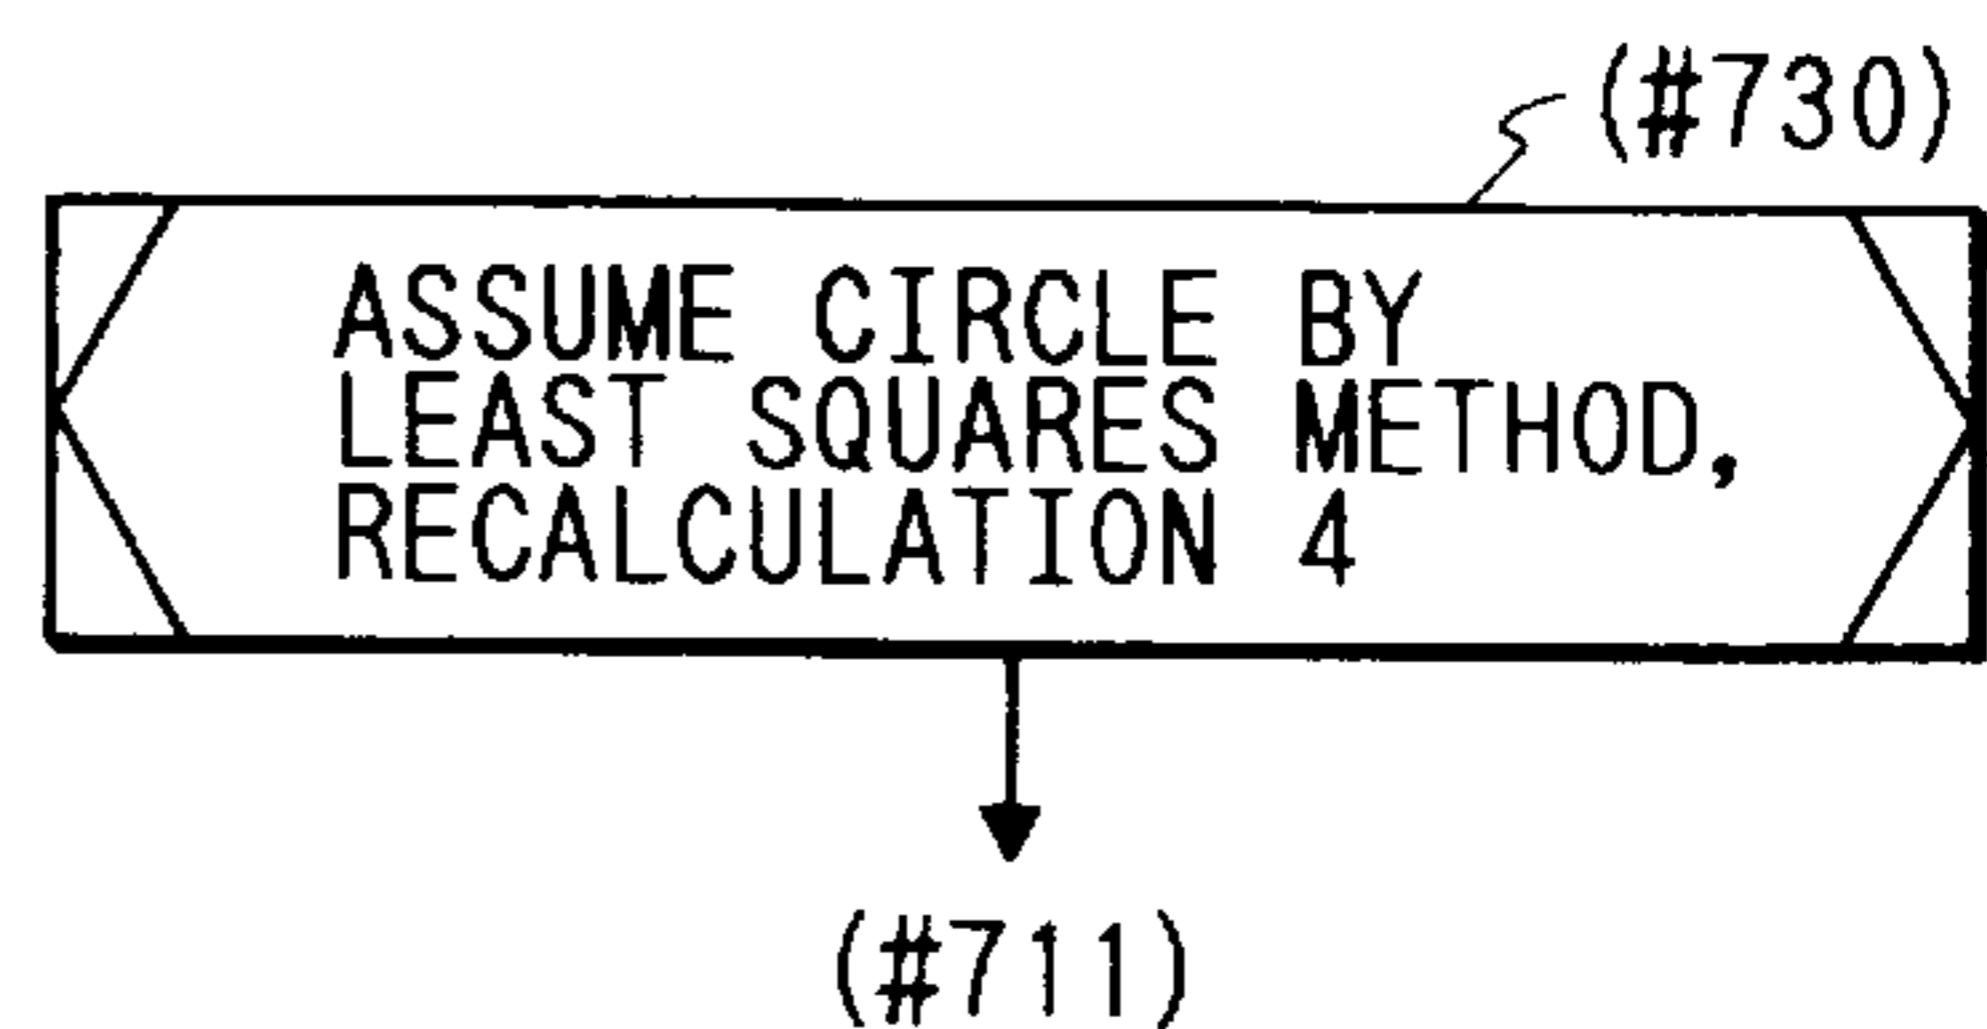 (#730)
ASSUME CIRCLE BY
LEAST SQUARES METHOD,
RECALCULATION 4
(#711)